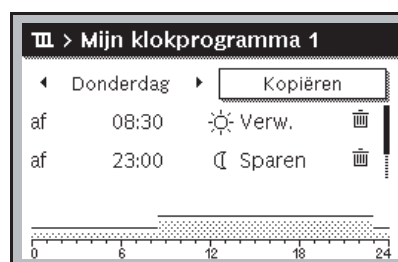 > Mijn klokprogramma 1
Donderdag Kopiëren
af 08:30 Verw.
af 23:00 Sparen
0 6 12 18 24